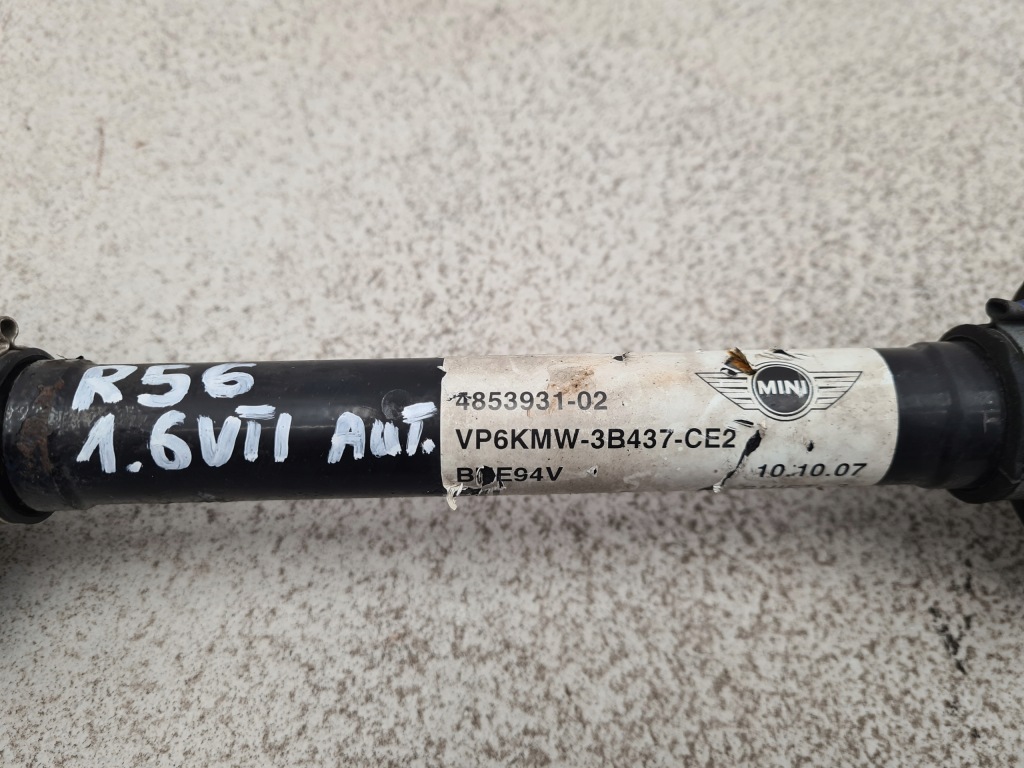 R56
1.6VTI AUT.
4853931-02
MINI
VP6KMW-3B437-CE2
10.10.07